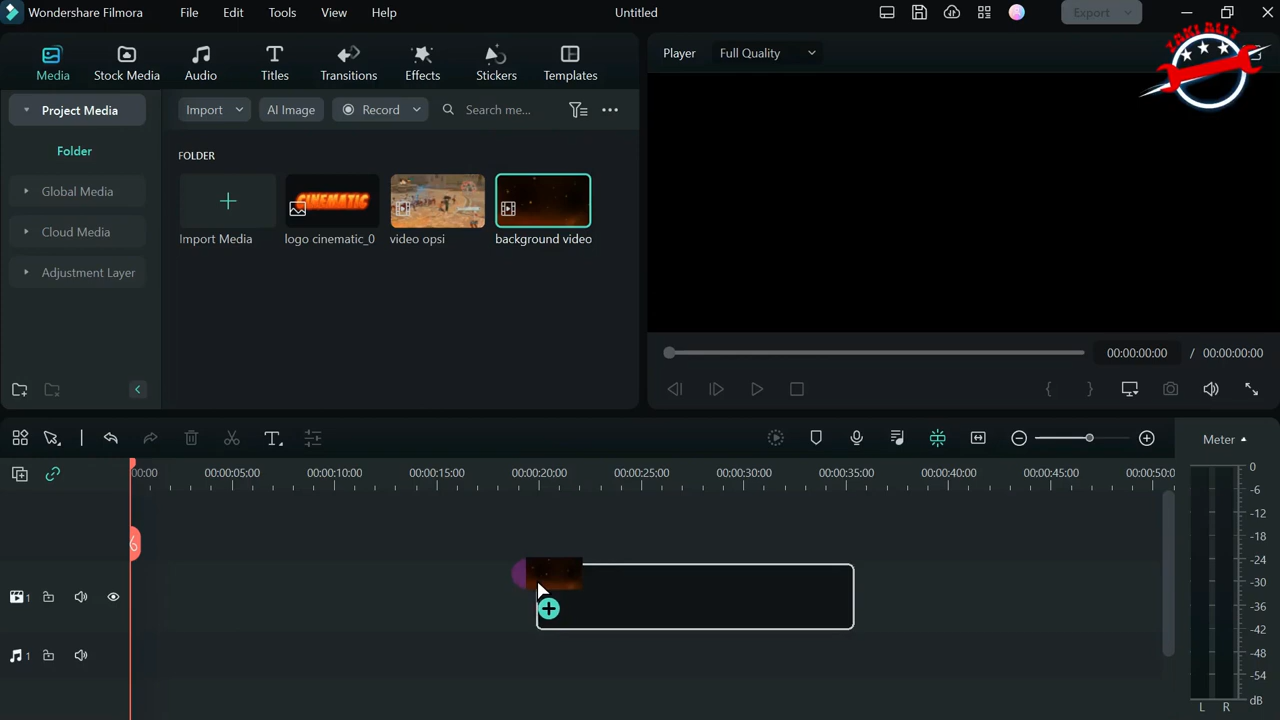 Wondershare Filmora File Edit Tools View Help Untitled Export
Media Stock Media Audio Titles Transitions Effects Stickers Templates
Player Full Quality
ZAKI ALIT
Project Media
Folder
Global Media
Cloud Media
Adjustment Layer
Import AI Image Record Search me...
FOLDER
CINEMATIC
Import Media logo cinematic_0 video opsi background video
00:00:00:00 / 00:00:00:00
Meter
:00:00 00:00:05:00 00:00:10:00 00:00:15:00 00:00:20:00 00:00:25:00 00:00:30:00 00:00:35:00 00:00:40:00 00:00:45:00 00:00:50:0
1
1
0
-6
-12
-18
-24
-30
-36
-42
-48
-54
dB
L R